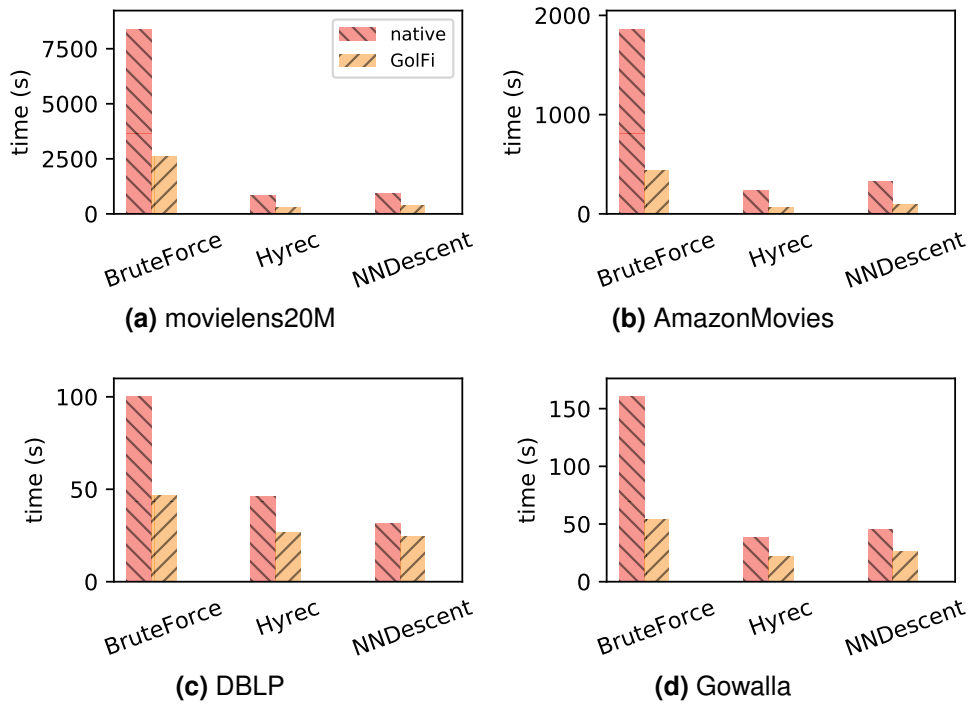 time (s)
7500
5000
2500
0
native
GolFi
BruteForce
Hyrec
NNDescent
(a) movielens20M
time (s)
2000
1000
0
BruteForce
Hyrec
NNDescent
(b) AmazonMovies
time (s)
100
50
0
BruteForce
Hyrec
NNDescent
(c) DBLP
time (s)
150
100
50
0
BruteForce
Hyrec
NNDescent
(d) Gowalla